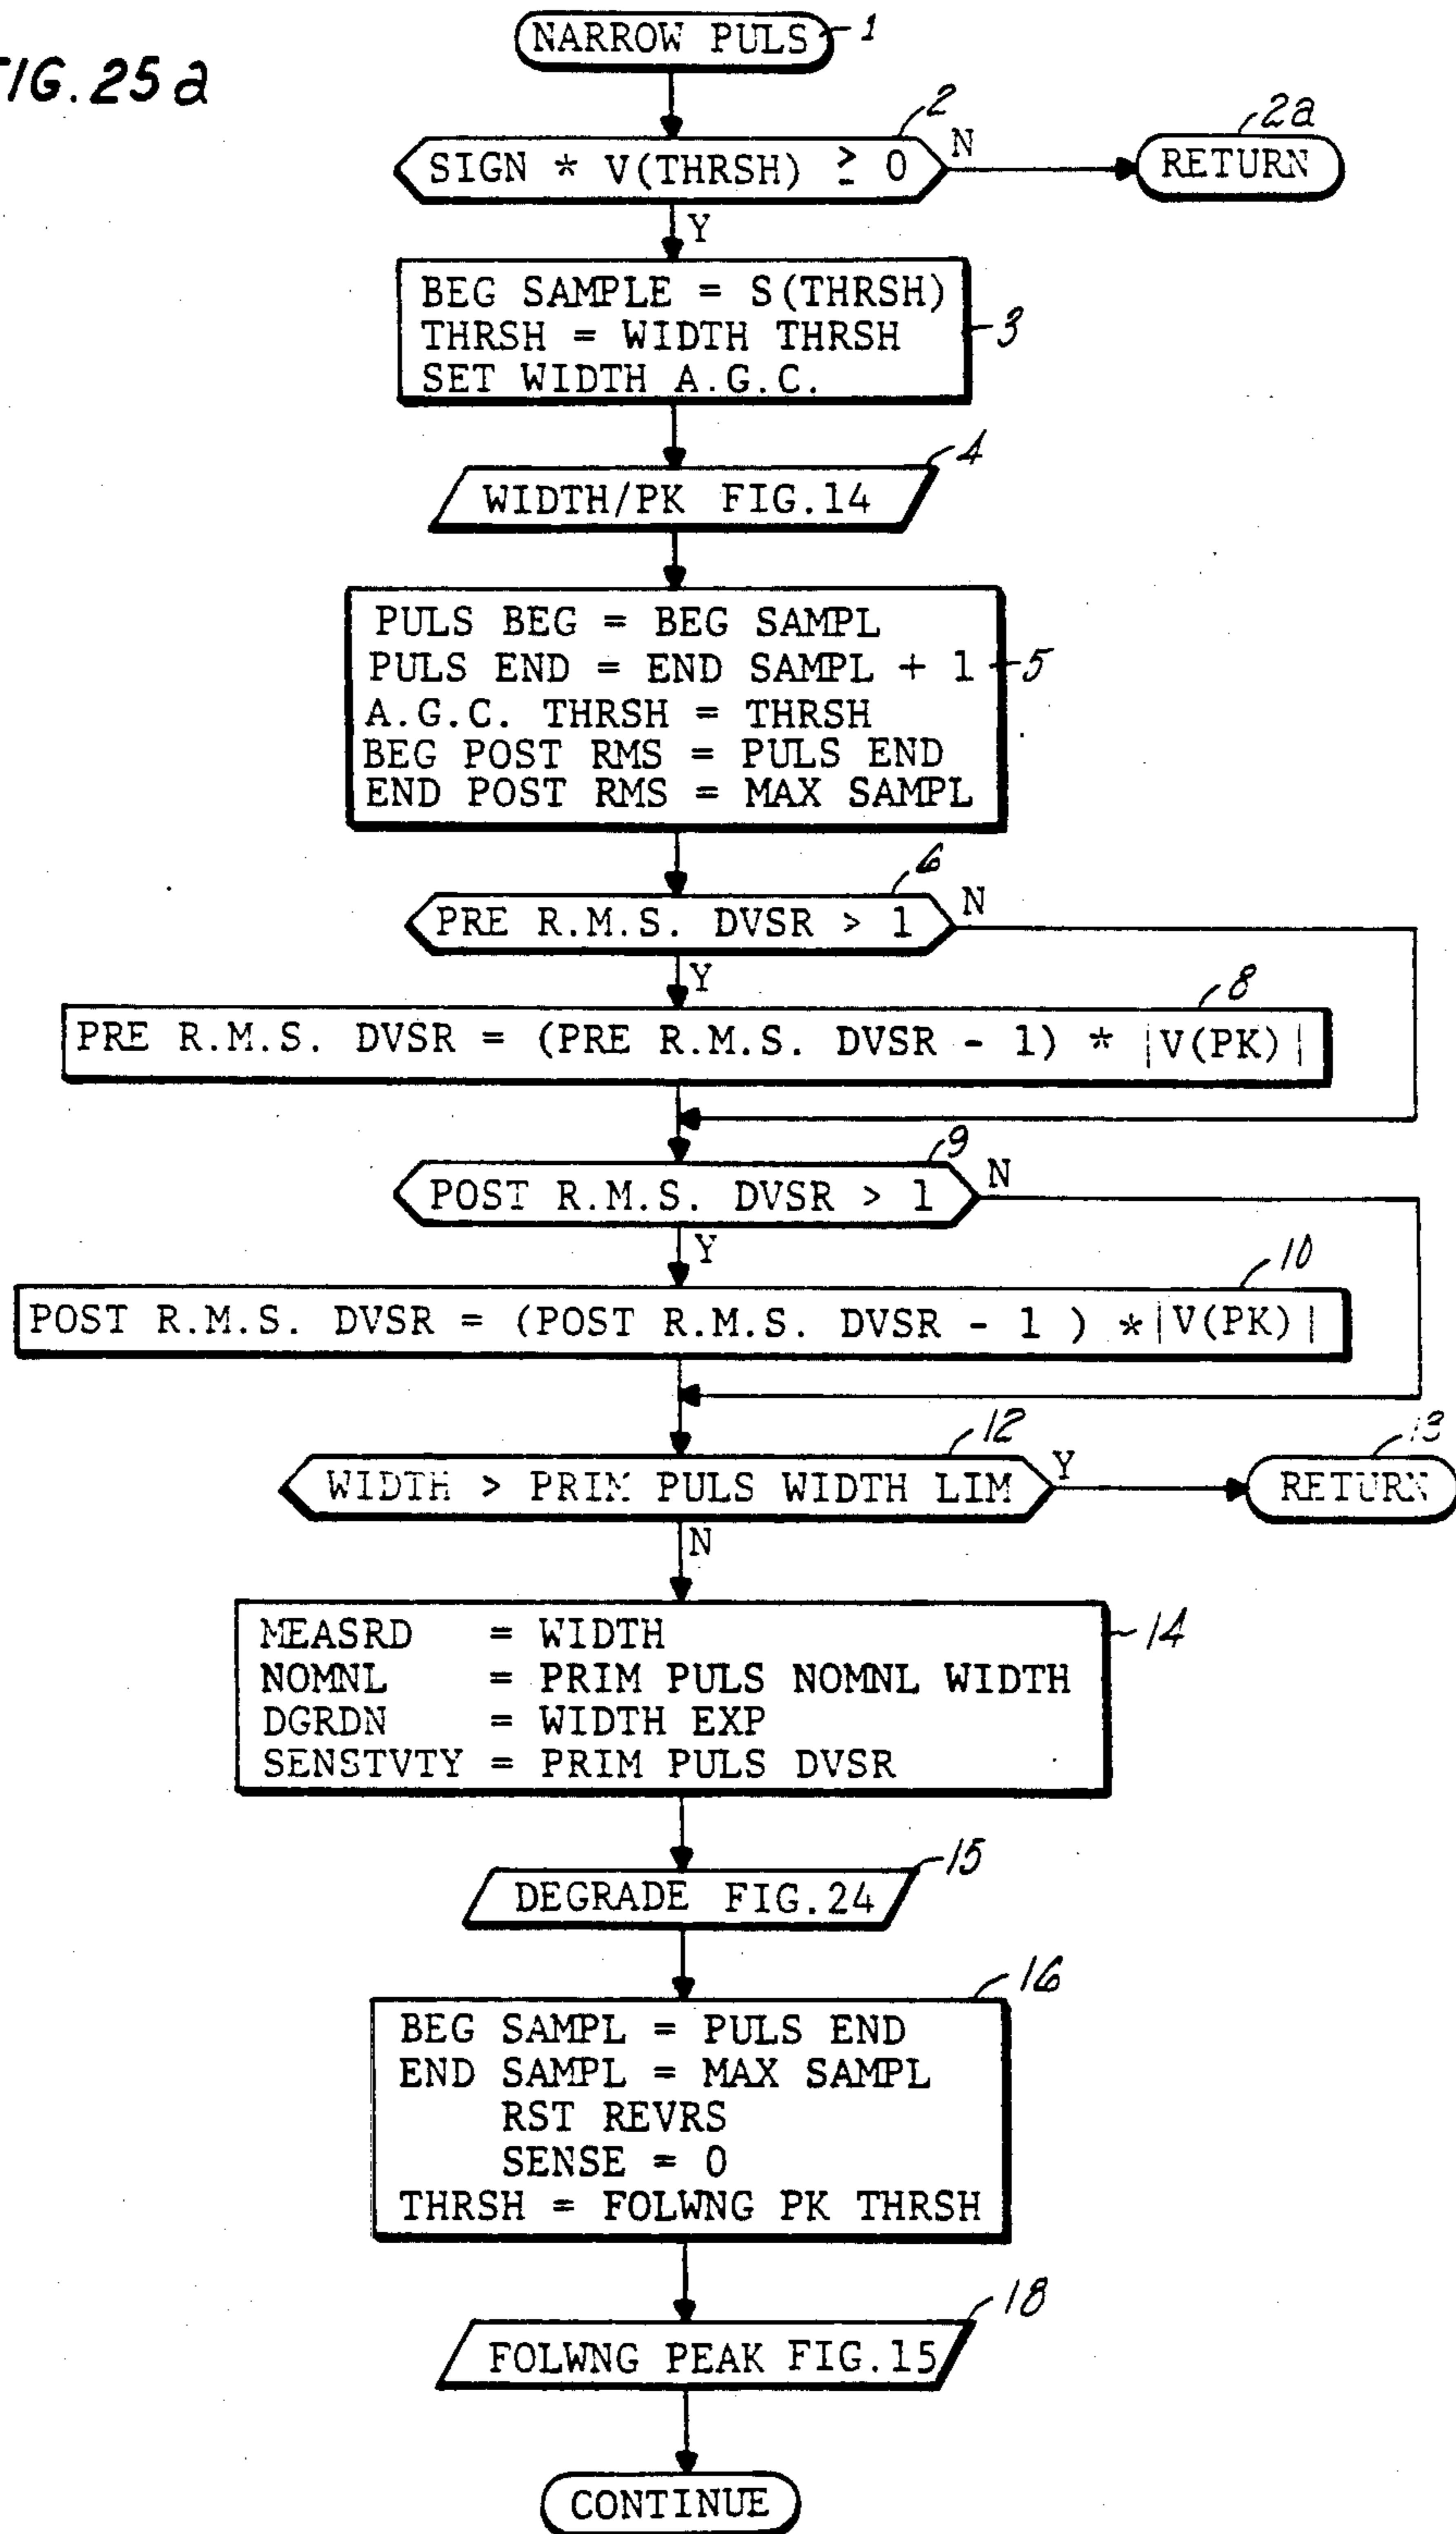 FIG. 25a
NARROW PULS 1
2
SIGN * V(THRSH) ≥ 0 N
2a
RETURN
Y
BEG SAMPLE = S(THRSH)
THRSH = WIDTH THRSH
SET WIDTH A.G.C.
3
4
WIDTH/PK FIG.14
PULS BEG = BEG SAMPL
PULS END = END SAMPL + 1
A.G.C. THRSH = THRSH
BEG POST RMS = PULS END
END POST RMS = MAX SAMPL
5
6
PRE R.M.S. DVSR > 1 N
Y
8
PRE R.M.S. DVSR = (PRE R.M.S. DVSR - 1) * |V(PK)|
9
POST R.M.S. DVSR > 1 N
Y
10
POST R.M.S. DVSR = (POST R.M.S. DVSR - 1 ) *|V(PK)|
12
WIDTH > PRIM PULS WIDTH LIM Y
13
RETURN
N
MEASRD = WIDTH
NOMNL = PRIM PULS NOMNL WIDTH
DGRDN = WIDTH EXP
SENSTVTY = PRIM PULS DVSR
14
15
DEGRADE FIG.24
16
BEG SAMPL = PULS END
END SAMPL = MAX SAMPL
RST REVRS
SENSE = 0
THRSH = FOLWNG PK THRSH
18
FOLWNG PEAK FIG.15
CONTINUE